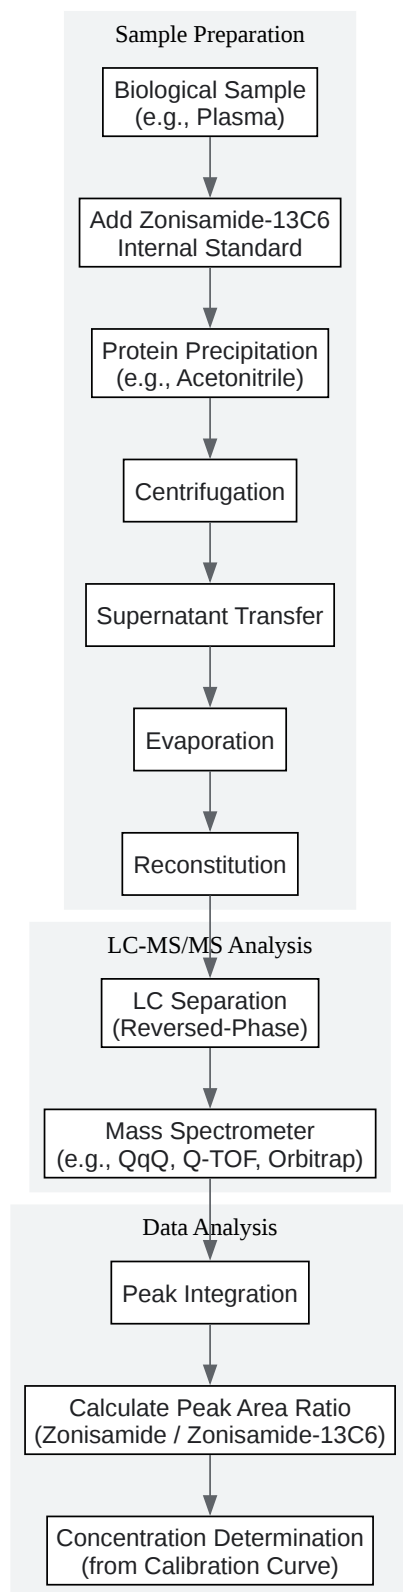 Sample Preparation
Biological Sample
(e.g., Plasma)
Add Zonisamide-13C6
Internal Standard
Protein Precipitation
(e.g., Acetonitrile)
Centrifugation
Supernatant Transfer
Evaporation
Reconstitution
LC-MS/MS Analysis
LC Separation
(Reversed-Phase)
Mass Spectrometer
(e.g., QqQ, Q-TOF, Orbitrap)
Data Analysis
Peak Integration
Calculate Peak Area Ratio
(Zonisamide / Zonisamide-13C6)
Concentration Determination
(from Calibration Curve)